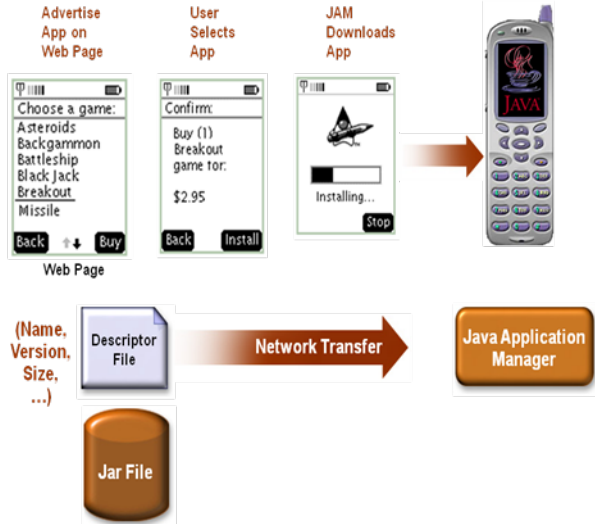 Advertise
App on
Web Page
User
Selects
App
JAM
Downloads
App
Choose a game:
Asteroids
Backgammon
Battleship
Black Jack
Breakout
Missile
Back
Buy
Web Page
Confirm:
Buy (1)
Breakout
game for:
$2.95
Back
Install
Installing...
Stop
JAVA
(Name,
Version,
Size,
...)
Descriptor
File
Network Transfer
Java Application
Manager
Jar File